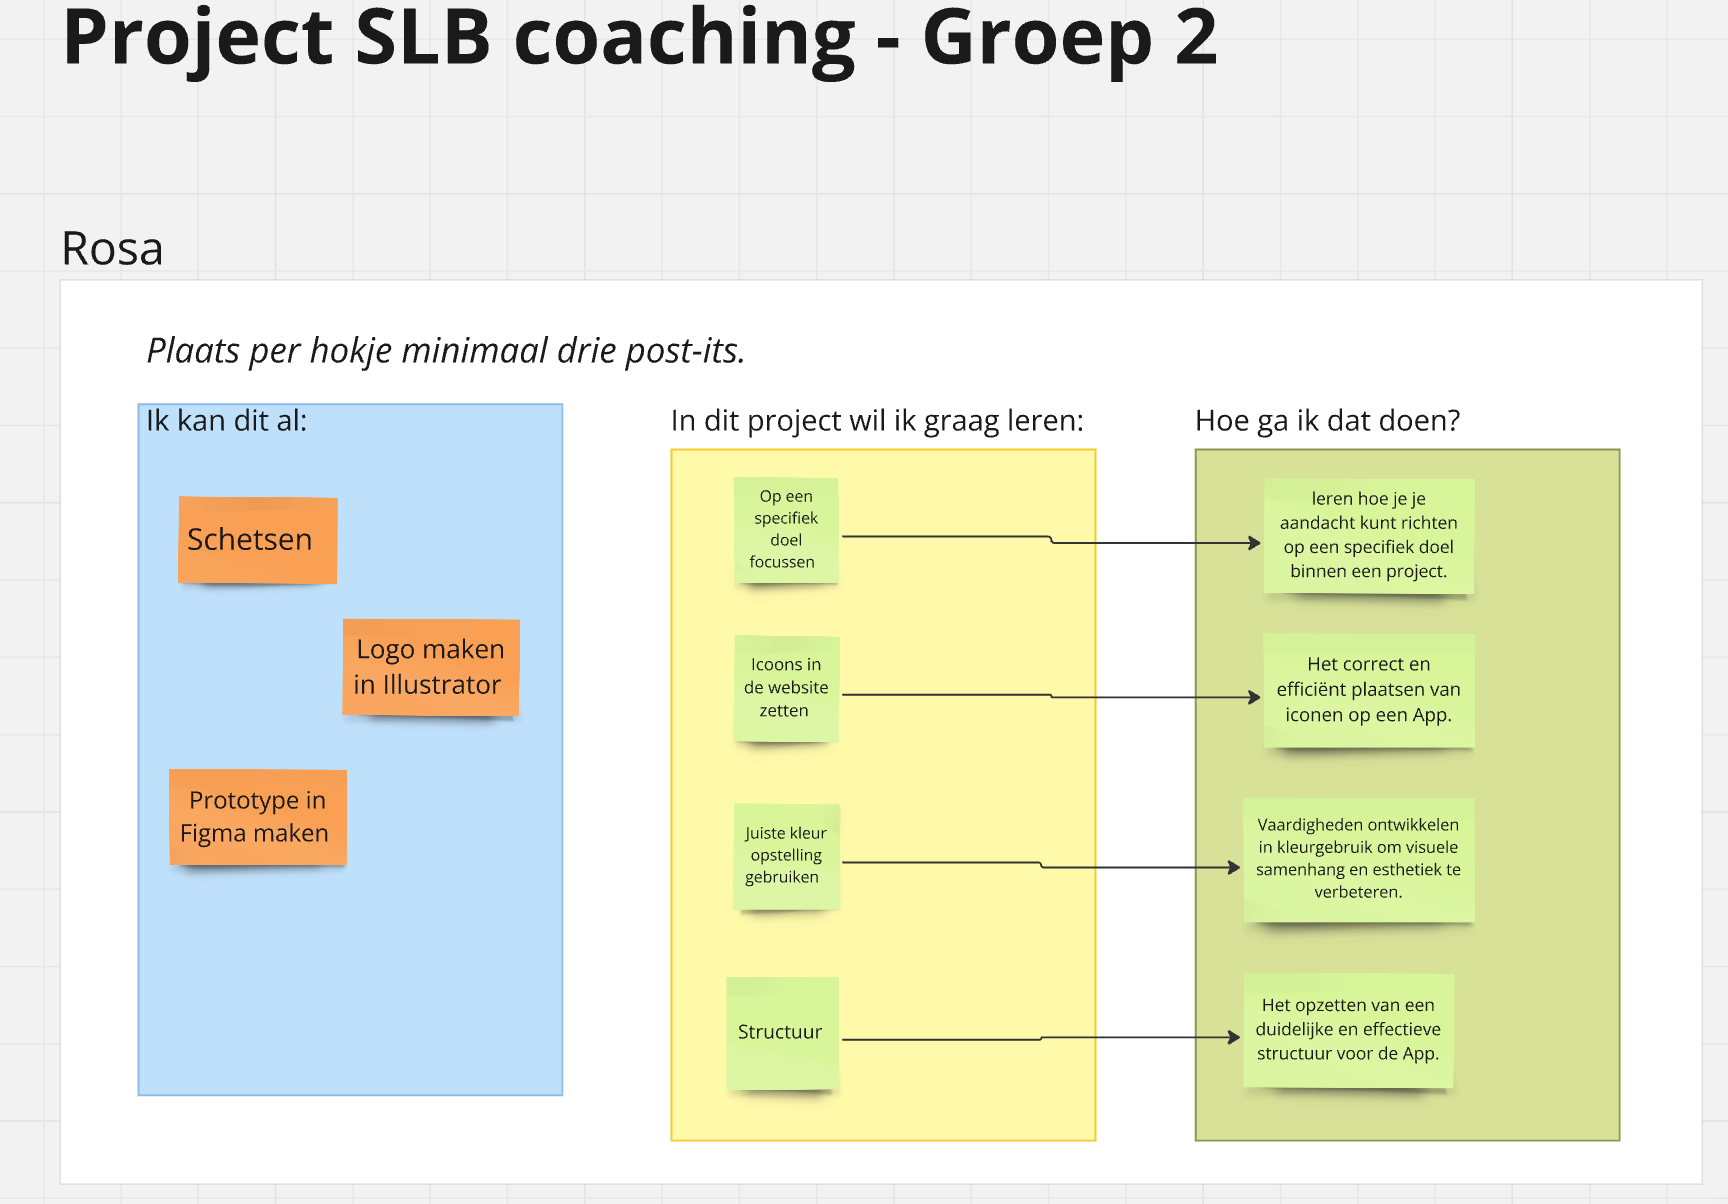 Project SLB coaching - Groep 2
Rosa
Plaats per hokje minimaal drie post-its.
Ik kan dit al:
Schetsen
Logo maken
in Illustrator
Prototype in
Figma maken
In dit project wil ik graag leren:
Op een
specifiek
doel
focussen
Icoons in
de website
zetten
Juiste kleur
opstelling
gebruiken
Structuur
Hoe ga ik dat doen?
leren hoe je je
aandacht kunt richten
op een specifiek doel
binnen een project.
Het correct en
efficiënt plaatsen van
iconen op een App.
Vaardigheden ontwikkelen
in kleurgebruik om visuele
samenhang en esthetiek te
verbeteren.
Het opzetten van een
duidelijke en effectieve
structuur voor de App.